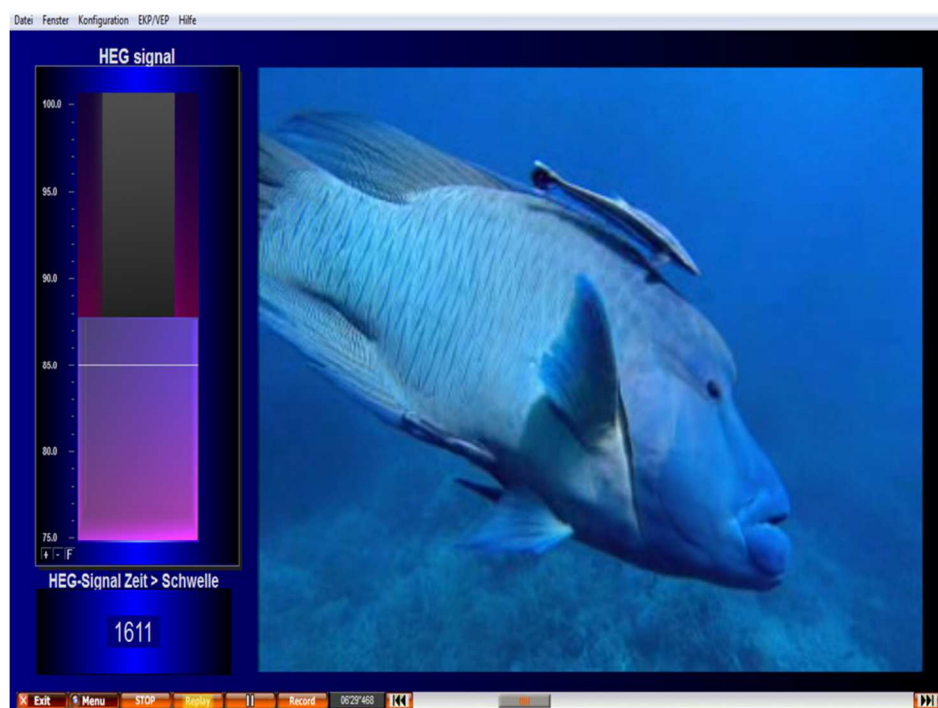 Datei Fenster Konfiguration EKP/VEP Hilfe
HEG signal
100.0
95.0
90.0
85.0
80.0
75.0
+ - F
HEG-Signal Zeit > Schwelle
1611
Exit Menu STOP Replay Record 06'29"468